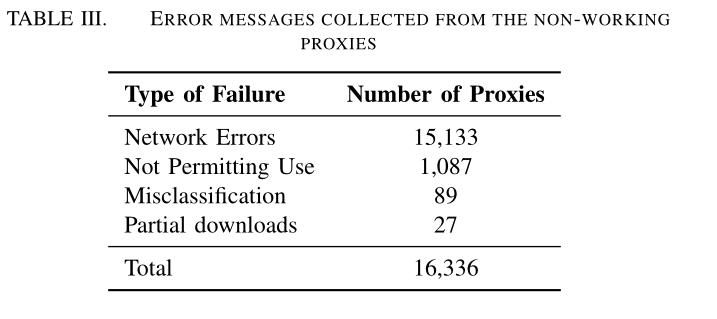 TABLE III. ERROR MESSAGES COLLECTED FROM THE NON-WORKING
PROXIES
Type of Failure Number of Proxies
Network Errors 15,133
Not Permitting Use 1,087
Misclassification 89
Partial downloads 27
Total 16,336